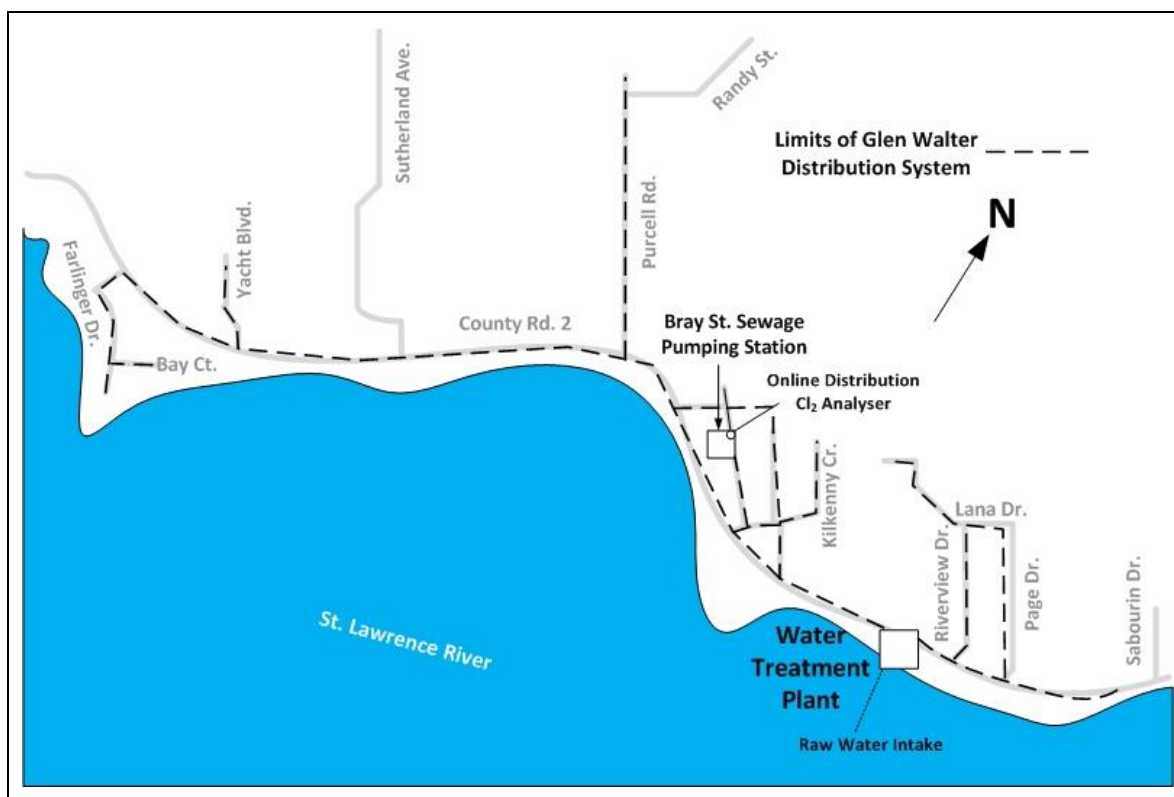 Sutherland Ave.
Randy St.
Limits of Glen Walter
Distribution System
N
Purcell Rd.
Farlinger Dr.
Yacht Blvd.
County Rd. 2
Bray St. Sewage
Pumping Station
Bay Ct.
Online Distribution
Cl₂ Analyser
Kilkenny Cr.
Lana Dr.
Riverview Dr.
Page Dr.
Sabourin Dr.
St. Lawrence River
Water
Treatment
Plant
Raw Water Intake